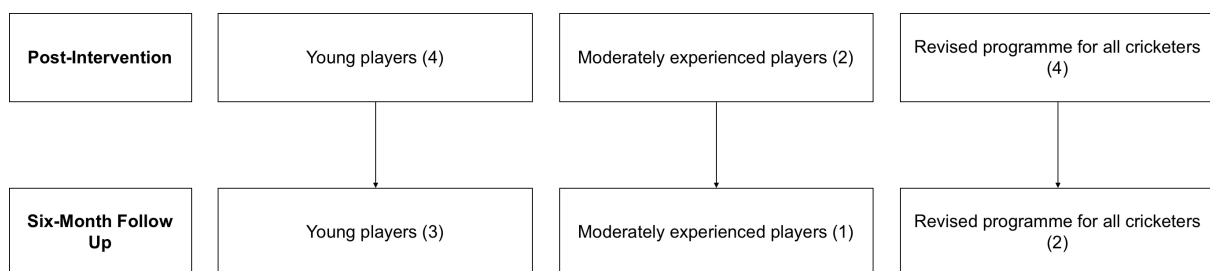 Post-Intervention
Young players (4)
Moderately experienced players (2)
Revised programme for all cricketers
(4)
Six-Month Follow
Up
Young players (3)
Moderately experienced players (1)
Revised programme for all cricketers
(2)